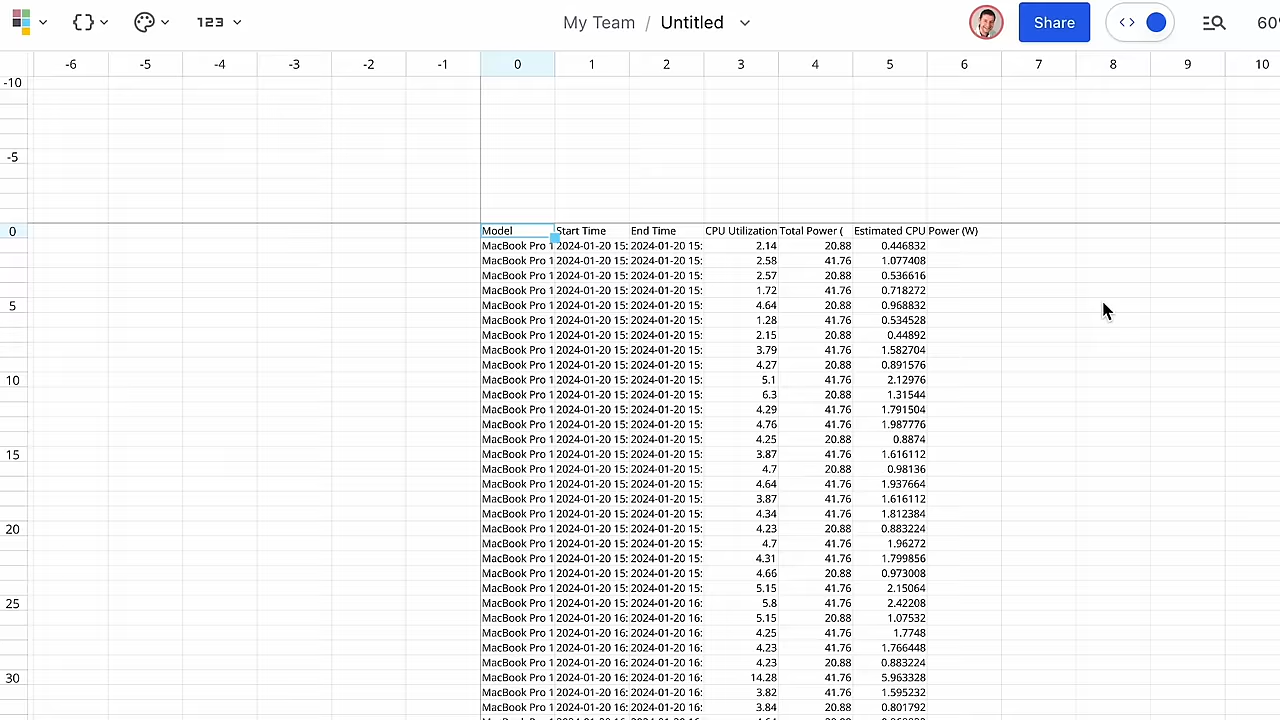 123
My Team / Untitled
Share
-6 -5 -4 -3 -2 -1 0 1 2 3 4 5 6 7 8 9 10
-10
-5
0 Model Start Time End Time CPU Utilization Total Power ( Estimated CPU Power (W)
MacBook Pro 1 2024-01-20 15: 2024-01-20 15: 2.14 20.88 0.446832
MacBook Pro 1 2024-01-20 15: 2024-01-20 15: 2.58 41.76 1.077408
MacBook Pro 1 2024-01-20 15: 2024-01-20 15: 2.57 20.88 0.536616
MacBook Pro 1 2024-01-20 15: 2024-01-20 15: 1.72 41.76 0.718272
5 MacBook Pro 1 2024-01-20 15: 2024-01-20 15: 4.64 20.88 0.968832
MacBook Pro 1 2024-01-20 15: 2024-01-20 15: 1.28 41.76 0.534528
MacBook Pro 1 2024-01-20 15: 2024-01-20 15: 2.15 20.88 0.44892
MacBook Pro 1 2024-01-20 15: 2024-01-20 15: 3.79 41.76 1.582704
MacBook Pro 1 2024-01-20 15: 2024-01-20 15: 4.27 20.88 0.891576
10 MacBook Pro 1 2024-01-20 15: 2024-01-20 15: 5.1 41.76 2.12976
MacBook Pro 1 2024-01-20 15: 2024-01-20 15: 6.3 20.88 1.31544
MacBook Pro 1 2024-01-20 15: 2024-01-20 15: 4.29 41.76 1.791504
MacBook Pro 1 2024-01-20 15: 2024-01-20 15: 4.76 41.76 1.987776
MacBook Pro 1 2024-01-20 15: 2024-01-20 15: 4.25 20.88 0.8874
15 MacBook Pro 1 2024-01-20 15: 2024-01-20 15: 3.87 41.76 1.616112
MacBook Pro 1 2024-01-20 15: 2024-01-20 15: 4.7 20.88 0.98136
MacBook Pro 1 2024-01-20 15: 2024-01-20 15: 4.64 41.76 1.937664
MacBook Pro 1 2024-01-20 15: 2024-01-20 15: 3.87 41.76 1.616112
MacBook Pro 1 2024-01-20 15: 2024-01-20 15: 4.34 41.76 1.812384
20 MacBook Pro 1 2024-01-20 15: 2024-01-20 15: 4.23 20.88 0.883224
MacBook Pro 1 2024-01-20 15: 2024-01-20 15: 4.7 41.76 1.96272
MacBook Pro 1 2024-01-20 15: 2024-01-20 15: 4.31 41.76 1.799856
MacBook Pro 1 2024-01-20 15: 2024-01-20 15: 4.66 20.88 0.973008
MacBook Pro 1 2024-01-20 15: 2024-01-20 15: 5.15 41.76 2.15064
25 MacBook Pro 1 2024-01-20 15: 2024-01-20 16: 5.8 41.76 2.42208
MacBook Pro 1 2024-01-20 16: 2024-01-20 16: 5.15 20.88 1.07532
MacBook Pro 1 2024-01-20 16: 2024-01-20 16: 4.25 41.76 1.7748
MacBook Pro 1 2024-01-20 16: 2024-01-20 16: 4.23 41.76 1.766448
MacBook Pro 1 2024-01-20 16: 2024-01-20 16: 4.23 20.88 0.883224
30 MacBook Pro 1 2024-01-20 16: 2024-01-20 16: 14.28 41.76 5.963328
MacBook Pro 1 2024-01-20 16: 2024-01-20 16: 3.82 41.76 1.595232
MacBook Pro 1 2024-01-20 16: 2024-01-20 16: 3.84 20.88 0.801792